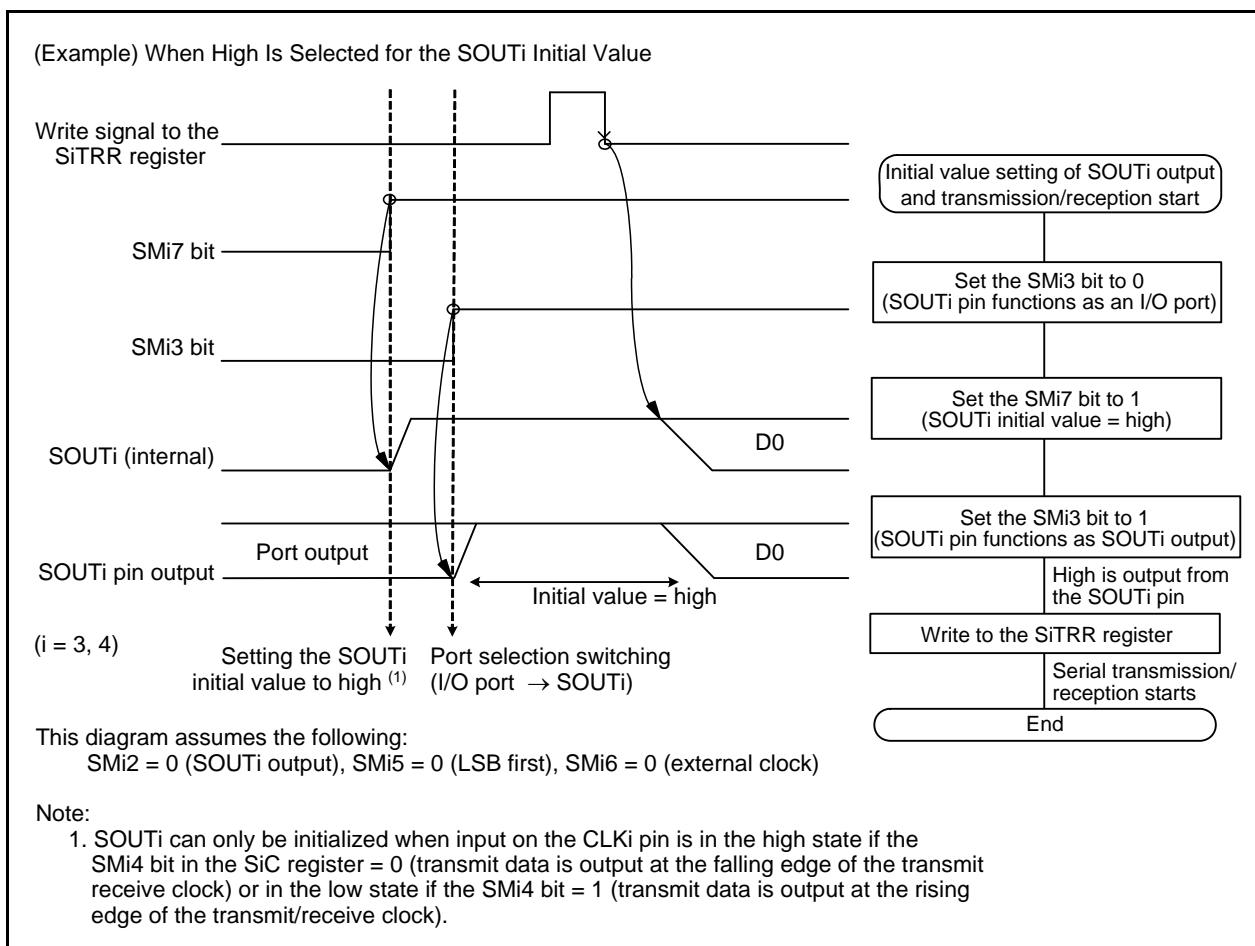 (Example) When High Is Selected for the SOUTi Initial Value
Write signal to the
SiTRR register
SMi7 bit
SMi3 bit
SOUTi (internal)
D0
SOUTi pin output
Port output
D0
Initial value = high
(i = 3, 4)
Setting the SOUTi
initial value to high (1)
Port selection switching
(I/O port → SOUTi)
Initial value setting of SOUTi output
and transmission/reception start
Set the SMi3 bit to 0
(SOUTi pin functions as an I/O port)
Set the SMi7 bit to 1
(SOUTi initial value = high)
Set the SMi3 bit to 1
(SOUTi pin functions as SOUTi output)
High is output from
the SOUTi pin
Write to the SiTRR register
Serial transmission/
reception starts
End
This diagram assumes the following:
SMi2 = 0 (SOUTi output), SMi5 = 0 (LSB first), SMi6 = 0 (external clock)
Note:
1. SOUTi can only be initialized when input on the CLKi pin is in the high state if the
SMi4 bit in the SiC register = 0 (transmit data is output at the falling edge of the transmit
receive clock) or in the low state if the SMi4 bit = 1 (transmit data is output at the rising
edge of the transmit/receive clock).